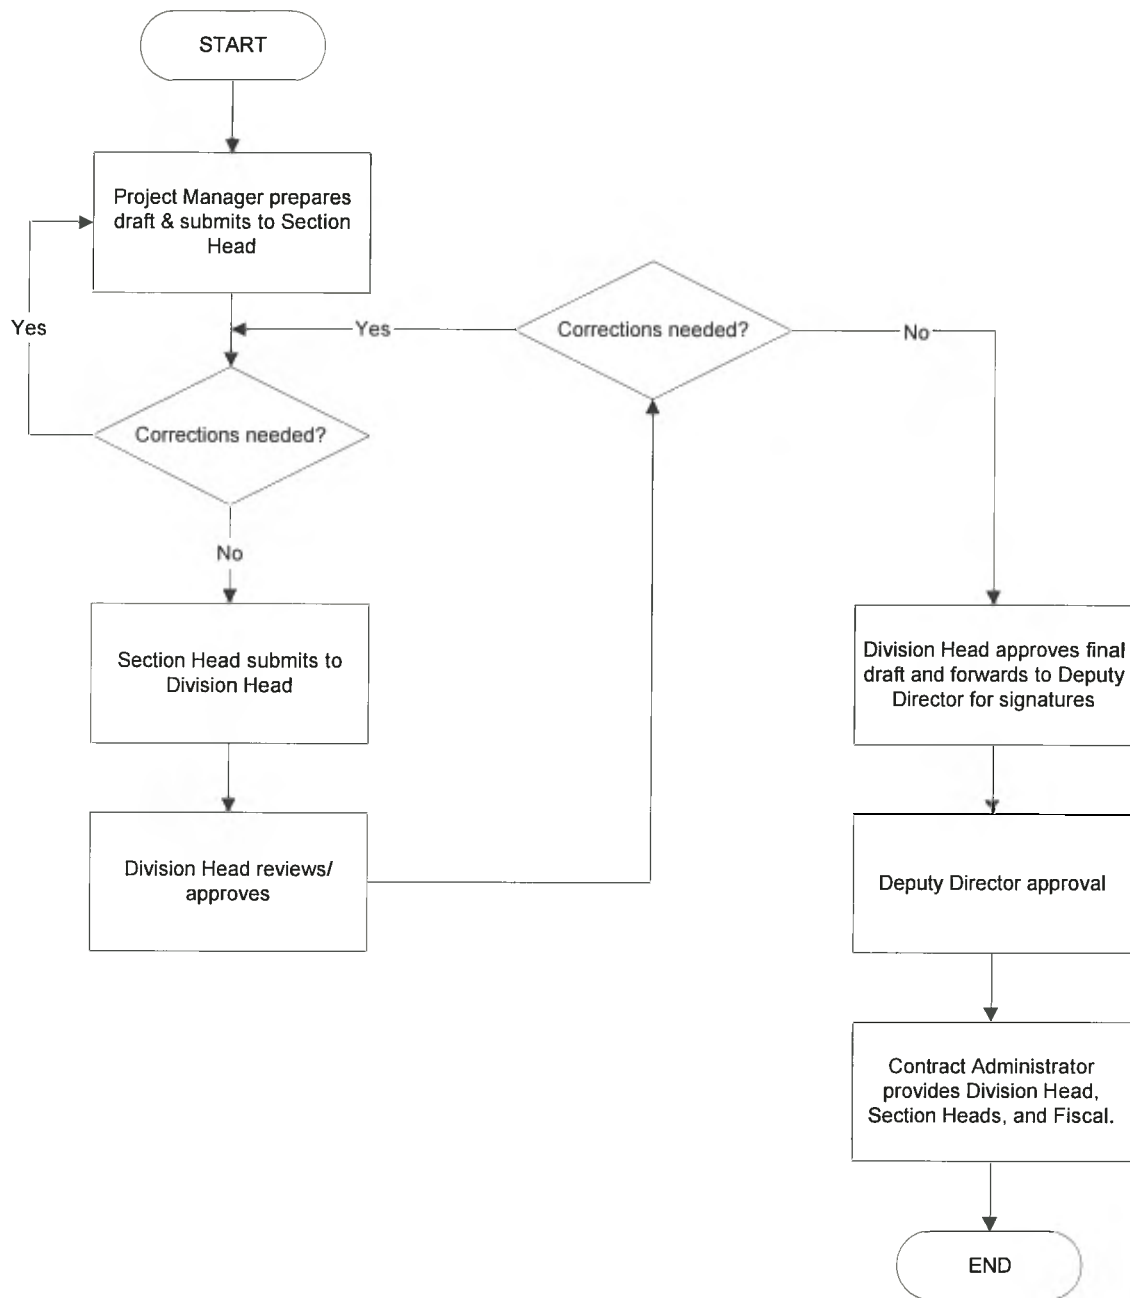 START
Project Manager prepares
draft & submits to Section
Head
Yes
Yes
Corrections needed?
No
Corrections needed?
No
Section Head submits to
Division Head
Division Head reviews/
approves
Division Head approves final
draft and forwards to Deputy
Director for signatures
Deputy Director approval
Contract Administrator
provides Division Head,
Section Heads, and Fiscal.
END